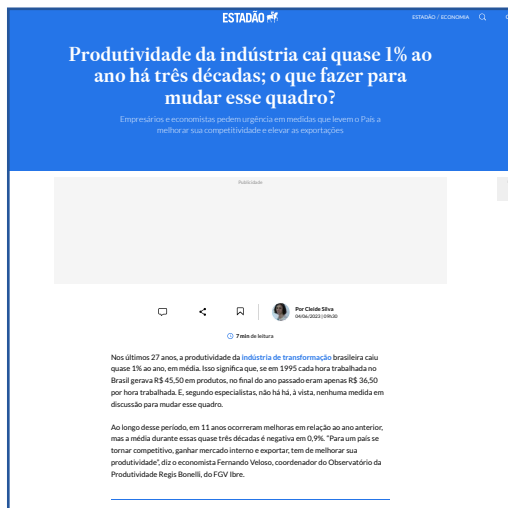 ESTADÃO
ESTADÃO / ECONOMIA
Produtividade da indústria cai quase 1% ao
ano há três décadas; o que fazer para
mudar esse quadro?
Empresários e economistas pedem urgência em medidas que levem o País a
melhorar sua competitividade e elevar as exportações
Publicidade
Por Cleide Silva
04/06/2023 | 09h30
7 min de leitura
Nos últimos 27 anos, a produtividade da indústria de transformação brasileira caiu
quase 1% ao ano, em média. Isso significa que, se em 1995 cada hora trabalhada no
Brasil gerava R$ 45,50 em produtos, no final do ano passado eram apenas R$ 36,50
por hora trabalhada. E, segundo especialistas, não há há, à vista, nenhuma medida em
discussão para mudar esse quadro.
Ao longo desse período, em 11 anos ocorreram melhoras em relação ao ano anterior,
mas a média durante essas quase três décadas é negativa em 0,9%. "Para um país se
tornar competitivo, ganhar mercado interno e exportar, tem de melhorar sua
produtividade", diz o economista Fernando Veloso, coordenador do Observatório da
Produtividade Regis Bonelli, do FGV Ibre.